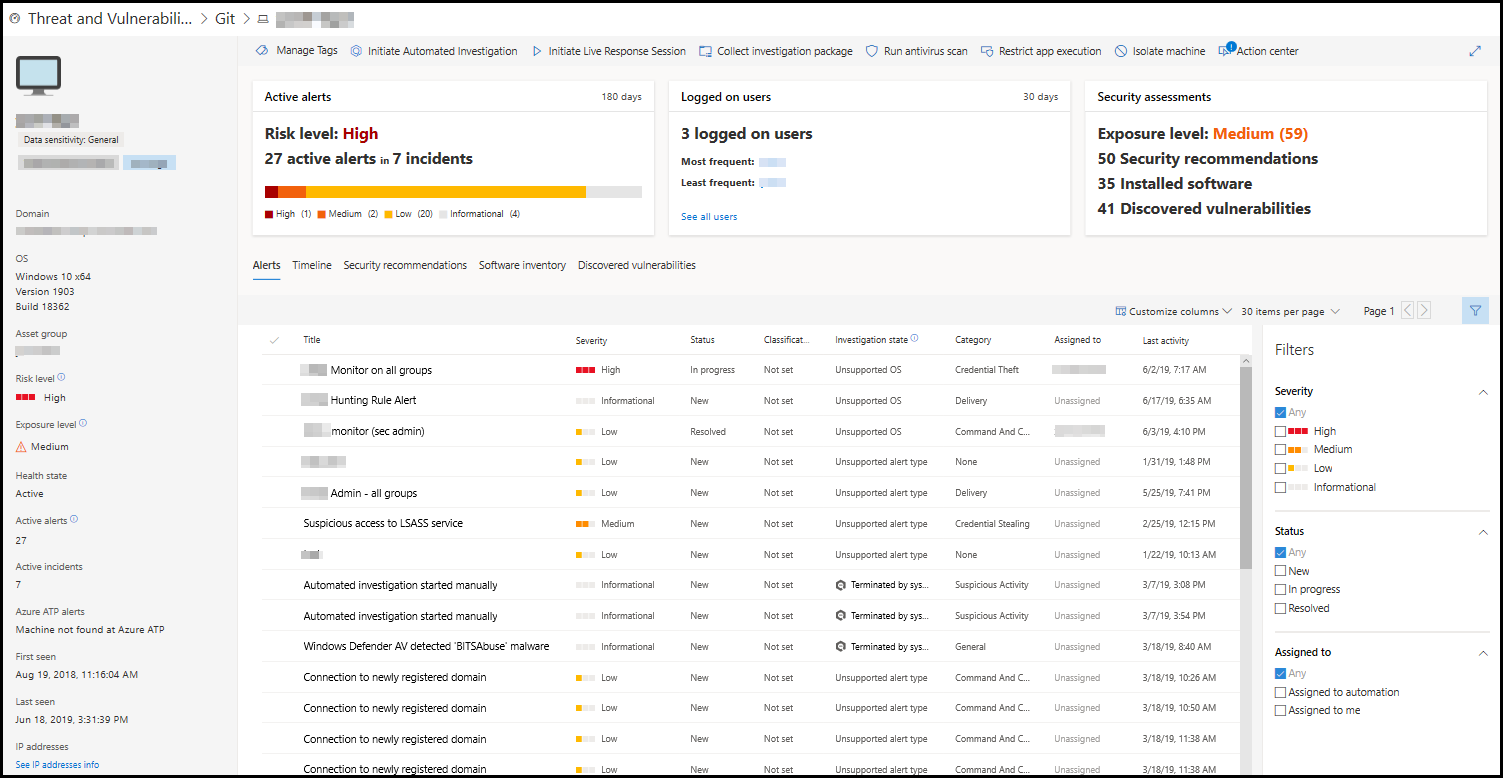 Threat and Vulnerabili... > Git >
Manage Tags Initiate Automated Investigation Initiate Live Response Session Collect investigation package Run antivirus scan Restrict app execution Isolate machine Action center
Data sensitivity: General
Domain
OS
Windows 10 x64
Version 1903
Build 18362
Asset group
Risk level
High
Exposure level
Medium
Health state
Active
Active alerts
27
Active incidents
7
Azure ATP alerts
Machine not found at Azure ATP
First seen
Aug 19, 2018, 11:16:04 AM
Last seen
Jun 18, 2019, 3:31:39 PM
IP addresses
See IP addresses info
Active alerts 180 days
Risk level: High
27 active alerts in 7 incidents
High (1) Medium (2) Low (20) Informational (4)
Logged on users 30 days
3 logged on users
Most frequent:
Least frequent:
See all users
Security assessments
Exposure level: Medium (59)
50 Security recommendations
35 Installed software
41 Discovered vulnerabilities
Alerts Timeline Security recommendations Software inventory Discovered vulnerabilities
Customize columns 30 items per page Page 1
Title Severity Status Classificat... Investigation state Category Assigned to Last activity
Monitor on all groups High In progress Not set Unsupported OS Credential Theft 6/2/19, 7:17 AM
Hunting Rule Alert Informational New Not set Unsupported OS Delivery Unassigned 6/17/19, 6:35 AM
monitor (sec admin) Low Resolved Not set Unsupported OS Command And C... 6/3/19, 4:10 PM
Low New Not set Unsupported alert type None Unassigned 1/31/19, 1:48 PM
Admin - all groups Low New Not set Unsupported alert type Delivery Unassigned 5/25/19, 7:41 PM
Suspicious access to LSASS service Medium New Not set Unsupported alert type Credential Stealing Unassigned 2/25/19, 12:15 PM
Low New Not set Unsupported alert type None Unassigned 1/22/19, 10:13 AM
Automated investigation started manually Informational New Not set Terminated by sys... Suspicious Activity Unassigned 3/7/19, 3:08 PM
Automated investigation started manually Informational New Not set Terminated by sys... Suspicious Activity Unassigned 3/7/19, 3:54 PM
Windows Defender AV detected 'BITSAbuse' malware Informational New Not set Terminated by sys... General Unassigned 3/18/19, 8:40 AM
Connection to newly registered domain Low New Not set Unsupported alert type Command And C... Unassigned 3/18/19, 10:26 AM
Connection to newly registered domain Low New Not set Unsupported alert type Command And C... Unassigned 3/18/19, 10:50 AM
Connection to newly registered domain Low New Not set Unsupported alert type Command And C... Unassigned 3/18/19, 11:38 AM
Connection to newly registered domain Low New Not set Unsupported alert type Command And C... Unassigned 3/18/19, 11:38 AM
Filters
Severity
Any
High
Medium
Low
Informational
Status
Any
New
In progress
Resolved
Assigned to
Any
Assigned to automation
Assigned to me